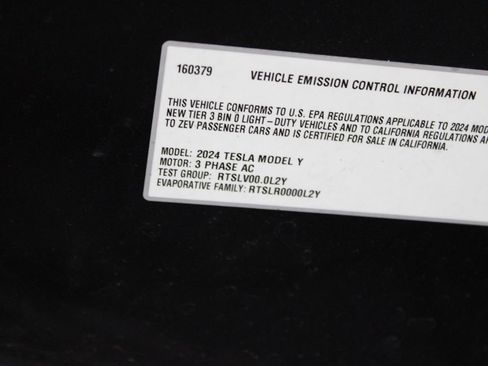 160379 VEHICLE EMISSION CONTROL INFORMATION
THIS VEHICLE CONFORMS TO U.S. EPA REGULATIONS APPLICABLE TO 2024 MOD
NEW TIER 3 BIN 0 LIGHT-DUTY VEHICLES AND TO CALIFORNIA REGULATIONS AP
TO ZEV PASSENGER CARS AND IS CERTIFIED FOR SALE IN CALIFORNIA.
MODEL: 2024 TESLA MODEL Y
MOTOR: 3 PHASE AC
TEST GROUP: RTSLV00.0L2Y
EVAPORATIVE FAMILY: RTSLR0000L2Y